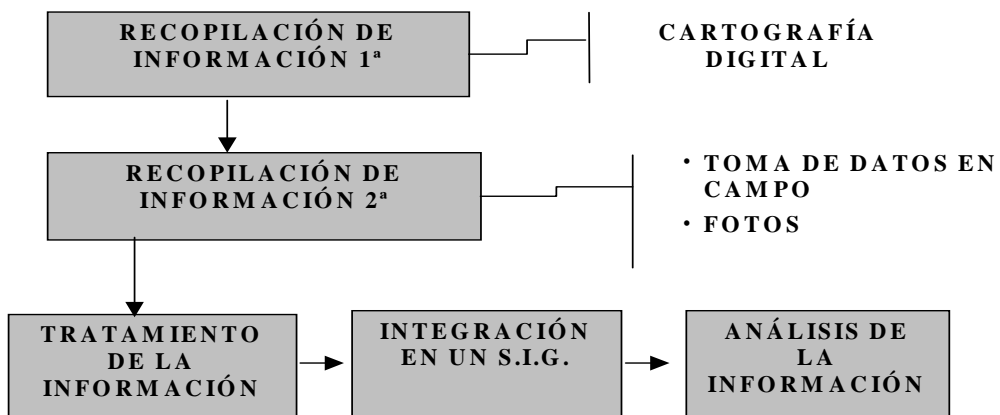 RECOPILACIÓN DE
INFORMACIÓN 1ª
CARTOGRAFÍA
DIGITAL
RECOPILACIÓN DE
INFORMACIÓN 2ª
· TOMA DE DATOS EN
CAMPO
· FOTOS
TRATAMIENTO
DE LA
INFORMACIÓN
INTEGRACIÓN
EN UN S.I.G.
ANÁLISIS DE
LA
INFORMACIÓN